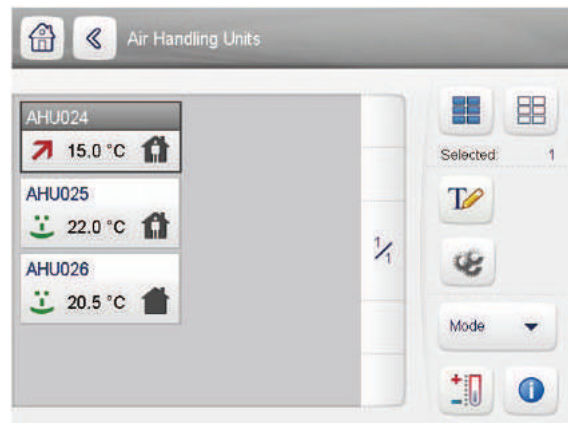 Air Handling Units
AHU024
15.0 °C
AHU025
22.0 °C
AHU026
20.5 °C
1/1
Selected: 1
T
Mode